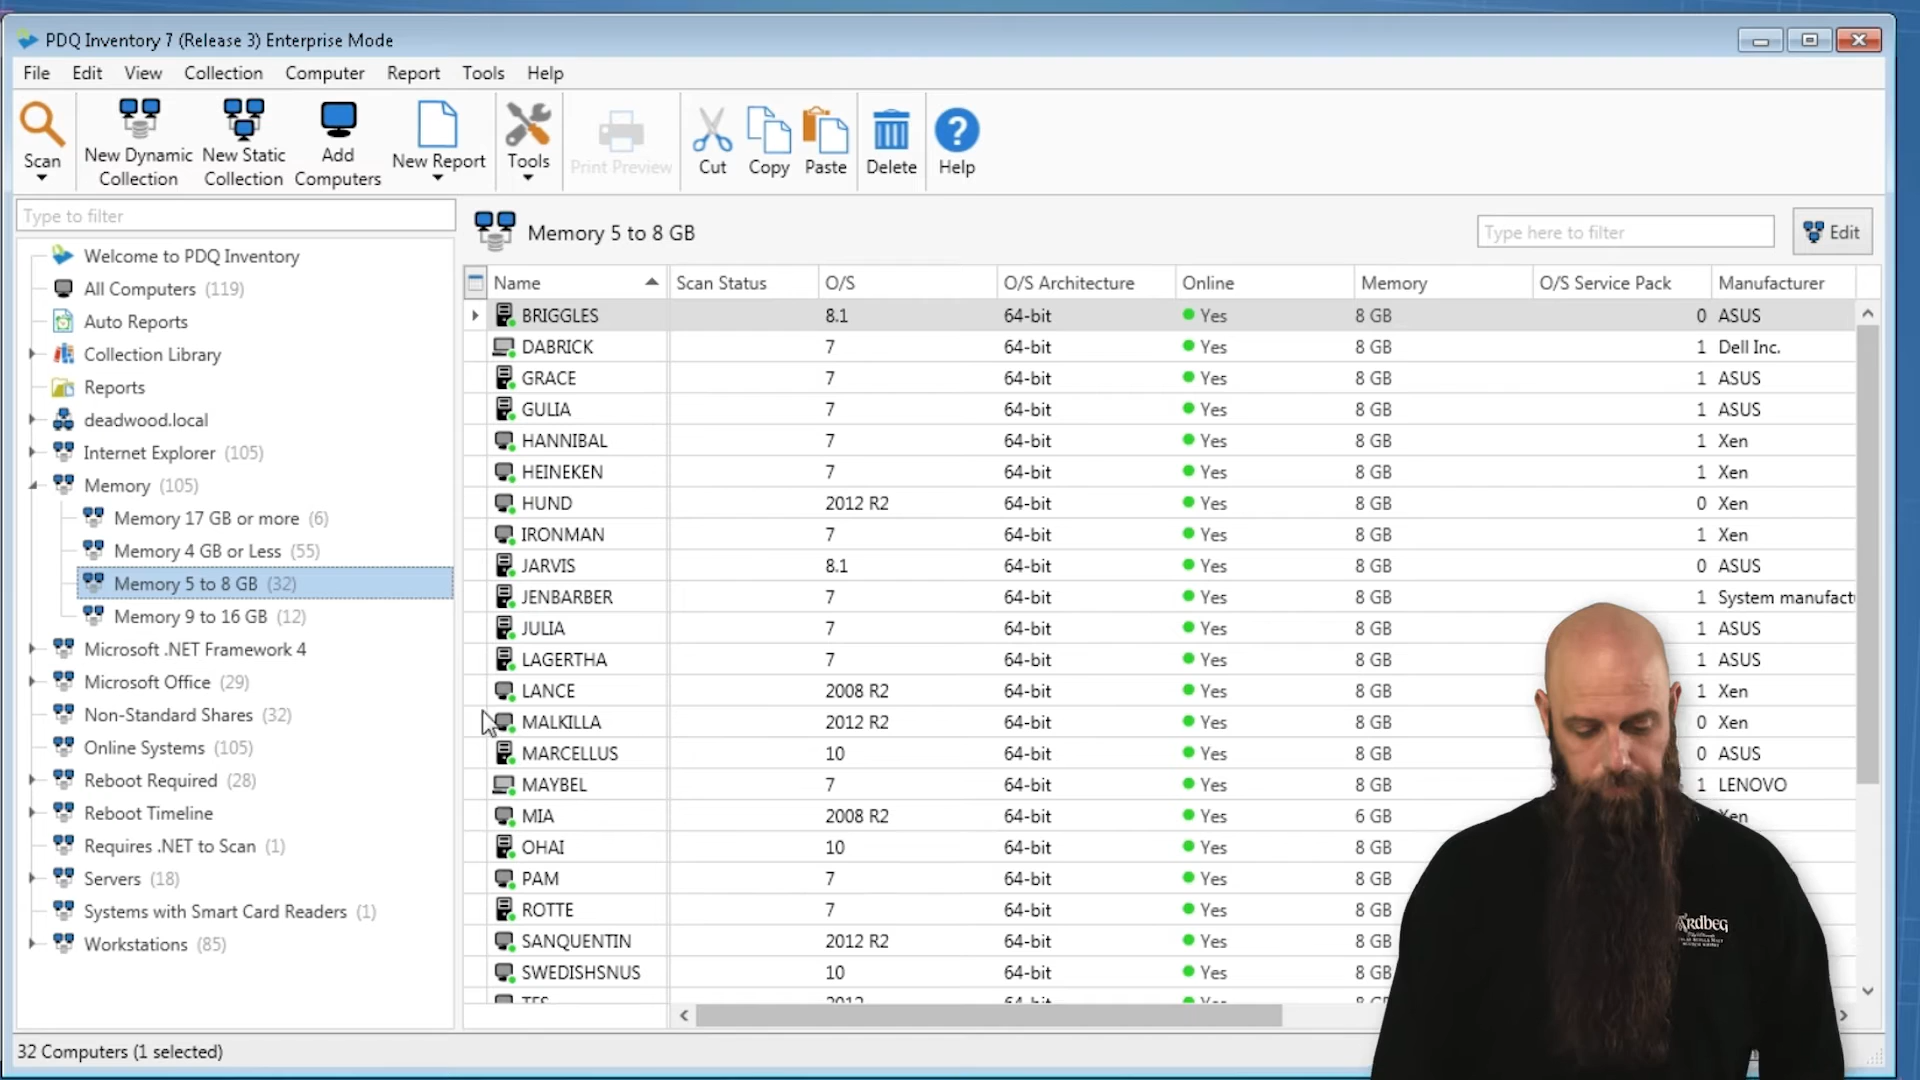 PDQ Inventory 7 (Release 3) Enterprise Mode
File Edit View Collection Computer Report Tools Help
Scan
New Dynamic Collection
New Static Collection
Add Computers
New Report
Tools
Print Preview
Cut
Copy
Paste
Delete
Help
Type to filter
Welcome to PDQ Inventory
All Computers (119)
Auto Reports
Collection Library
Reports
deadwood.local
Internet Explorer (105)
Memory (105)
Memory 17 GB or more (6)
Memory 4 GB or Less (55)
Memory 5 to 8 GB (32)
Memory 9 to 16 GB (12)
Microsoft .NET Framework 4
Microsoft Office (29)
Non-Standard Shares (32)
Online Systems (105)
Reboot Required (28)
Reboot Timeline
Requires .NET to Scan (1)
Servers (18)
Systems with Smart Card Readers (1)
Workstations (85)
Memory 5 to 8 GB
Type here to filter
Edit
Name Scan Status O/S O/S Architecture Online Memory O/S Service Pack Manufacturer
BRIGGLES 8.1 64-bit Yes 8 GB 0 ASUS
DABRICK 7 64-bit Yes 8 GB 1 Dell Inc.
GRACE 7 64-bit Yes 8 GB 1 ASUS
GULIA 7 64-bit Yes 8 GB 1 ASUS
HANNIBAL 7 64-bit Yes 8 GB 1 Xen
HEINEKEN 7 64-bit Yes 8 GB 1 Xen
HUND 2012 R2 64-bit Yes 8 GB 0 Xen
IRONMAN 7 64-bit Yes 8 GB 1 Xen
JARVIS 8.1 64-bit Yes 8 GB 0 ASUS
JENBARBER 7 64-bit Yes 8 GB 1 System manufact
JULIA 7 64-bit Yes 8 GB 1 ASUS
LAGERTHA 7 64-bit Yes 8 GB 1 ASUS
LANCE 2008 R2 64-bit Yes 8 GB 1 Xen
MALKILLA 2012 R2 64-bit Yes 8 GB 0 Xen
MARCELLUS 10 64-bit Yes 8 GB 0 ASUS
MAYBEL 7 64-bit Yes 8 GB 1 LENOVO
MIA 2008 R2 64-bit Yes 6 GB Xen
OHAI 10 64-bit Yes 8 GB
PAM 7 64-bit Yes 8 GB
ROTTE 7 64-bit Yes 8 GB
SANQUENTIN 2012 R2 64-bit Yes 8 GB
SWEDISHSNUS 10 64-bit Yes 8 GB
Ardbeg
32 Computers (1 selected)